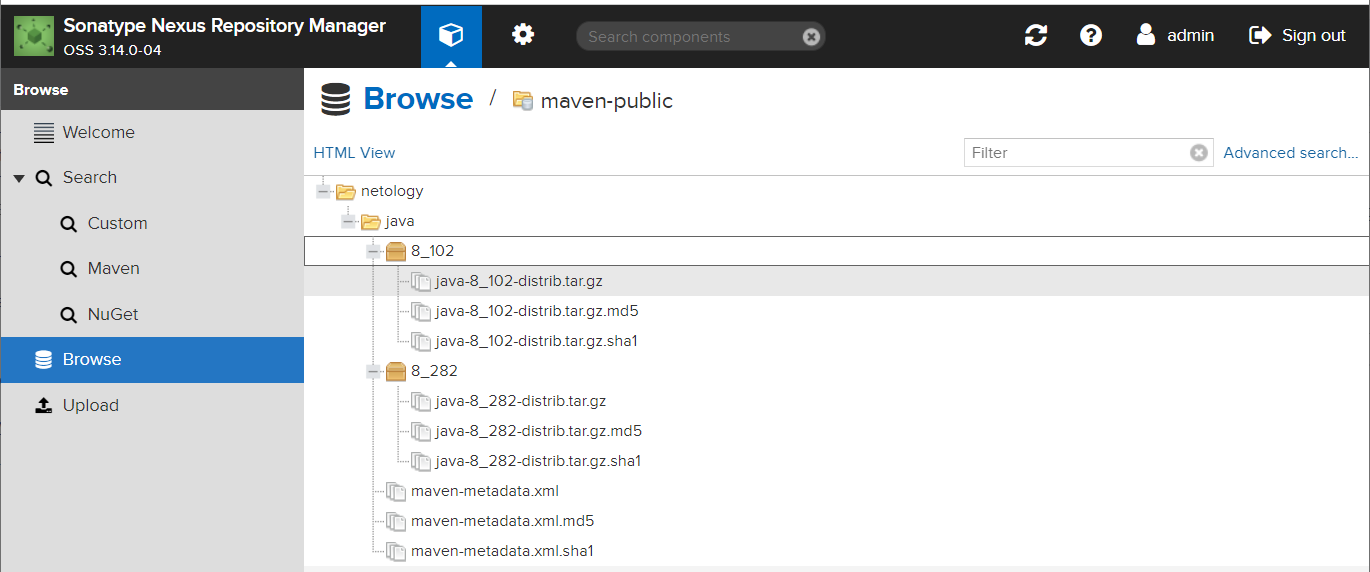 Sonatype Nexus Repository Manager
OSS 3.14.0-04
Search components
admin
Sign out
Browse
Welcome
Search
Custom
Maven
NuGet
Browse
Upload
Browse / maven-public
HTML View
Filter
Advanced search...
netology
java
8_102
java-8_102-distrib.tar.gz
java-8_102-distrib.tar.gz.md5
java-8_102-distrib.tar.gz.sha1
8_282
java-8_282-distrib.tar.gz
java-8_282-distrib.tar.gz.md5
java-8_282-distrib.tar.gz.sha1
maven-metadata.xml
maven-metadata.xml.md5
maven-metadata.xml.sha1